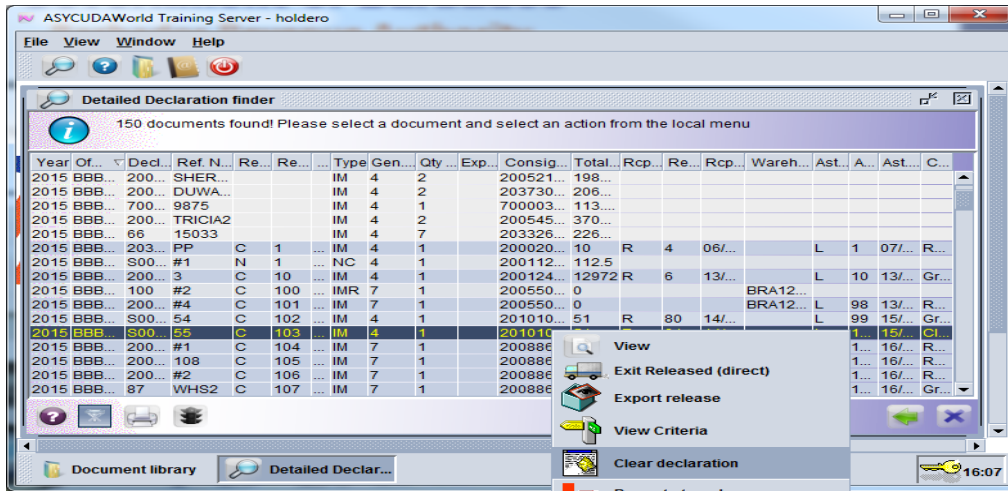 ASYCUDAWorld Training Server - holdero
File View Window Help
Detailed Declaration finder
150 documents found! Please select a document and select an action from the local menu
Year Of... Decl... Ref. N... Re... Re... ... Type Gen... Qty ... Exp... Consig... Total... Rcp... Re... Rcp... Wareh... Ast... A... Ast... C...
2015 BBB... 200... SHER... IM 4 2 200521... 198...
2015 BBB... 200... DUWA... IM 4 2 203730... 206...
2015 BBB... 700... 9875 IM 4 1 700003... 113...
2015 BBB... 200... TRICIA2 IM 4 2 200545... 370...
2015 BBB... 66 15033 IM 4 7 203326... 226...
2015 BBB... 203... PP C 1 ... IM 4 1 200020... 10 R 4 06/... L 1 07/... R...
2015 BBB... S00... #1 N 1 ... NC 4 1 200112... 112.5
2015 BBB... 200... 3 C 10 ... IM 4 1 200124... 12972 R 6 13/... L 10 13/... Gr...
2015 BBB... 100 #2 C 100 ... IMR 7 1 200550... 0 BRA12...
2015 BBB... 200... #4 C 101 ... IM 7 1 200550... 0 BRA12... L 98 13/... R...
2015 BBB... S00... 54 C 102 ... IM 4 1 201010... 51 R 80 14/... L 99 15/... Gr...
2015 BBB... S00... 55 C 103 ... IM 4 1 201010 1... 15/... Cl...
2015 BBB... 200... #1 C 104 ... IM 7 1 200886 1... 16/... R...
2015 BBB... 200... 108 C 105 ... IM 7 1 200886 1... 16/... R...
2015 BBB... 200... #2 C 106 ... IM 7 1 200886 1... 16/... R...
2015 BBB... 87 WHS2 C 107 ... IM 7 1 200886 1... 16/... Gr...
View
Exit Released (direct)
Export release
View Criteria
Clear declaration
Document library Detailed Declar... 16:07